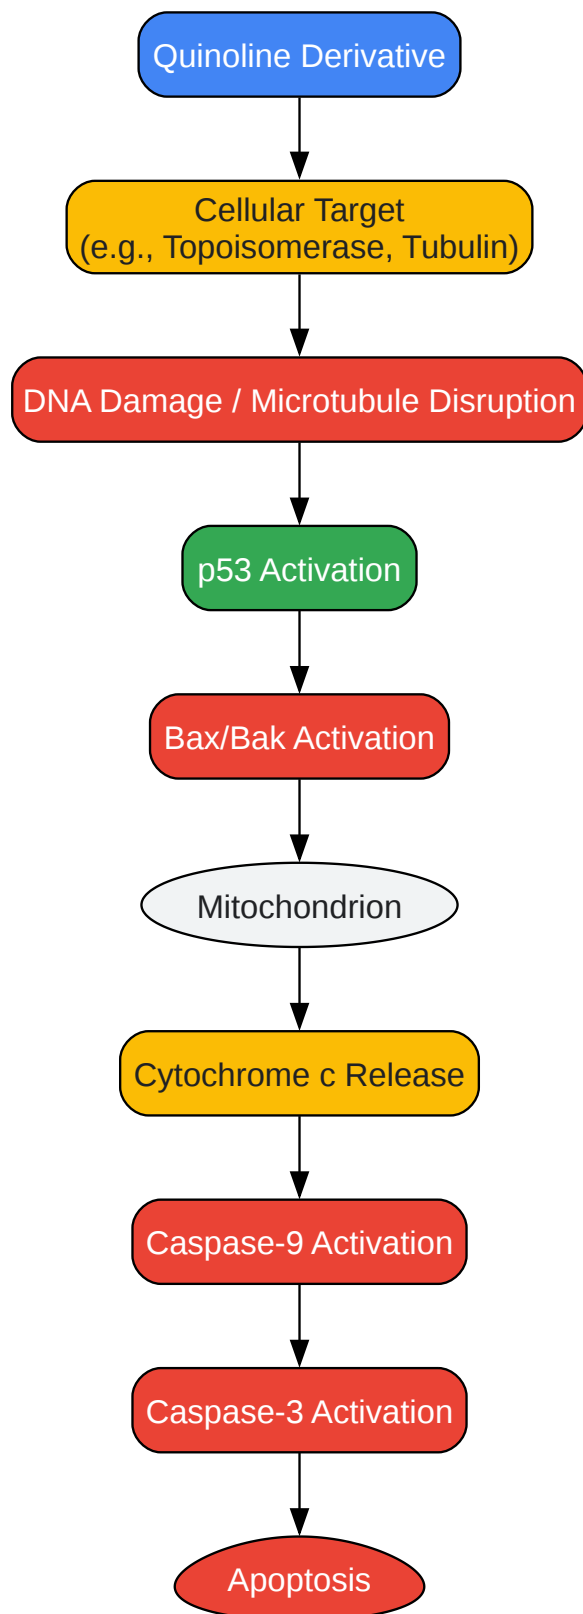 Quinoline Derivative
Cellular Target
(e.g., Topoisomerase, Tubulin)
DNA Damage / Microtubule Disruption
p53 Activation
Bax/Bak Activation
Mitochondrion
Cytochrome c Release
Caspase-9 Activation
Caspase-3 Activation
Apoptosis